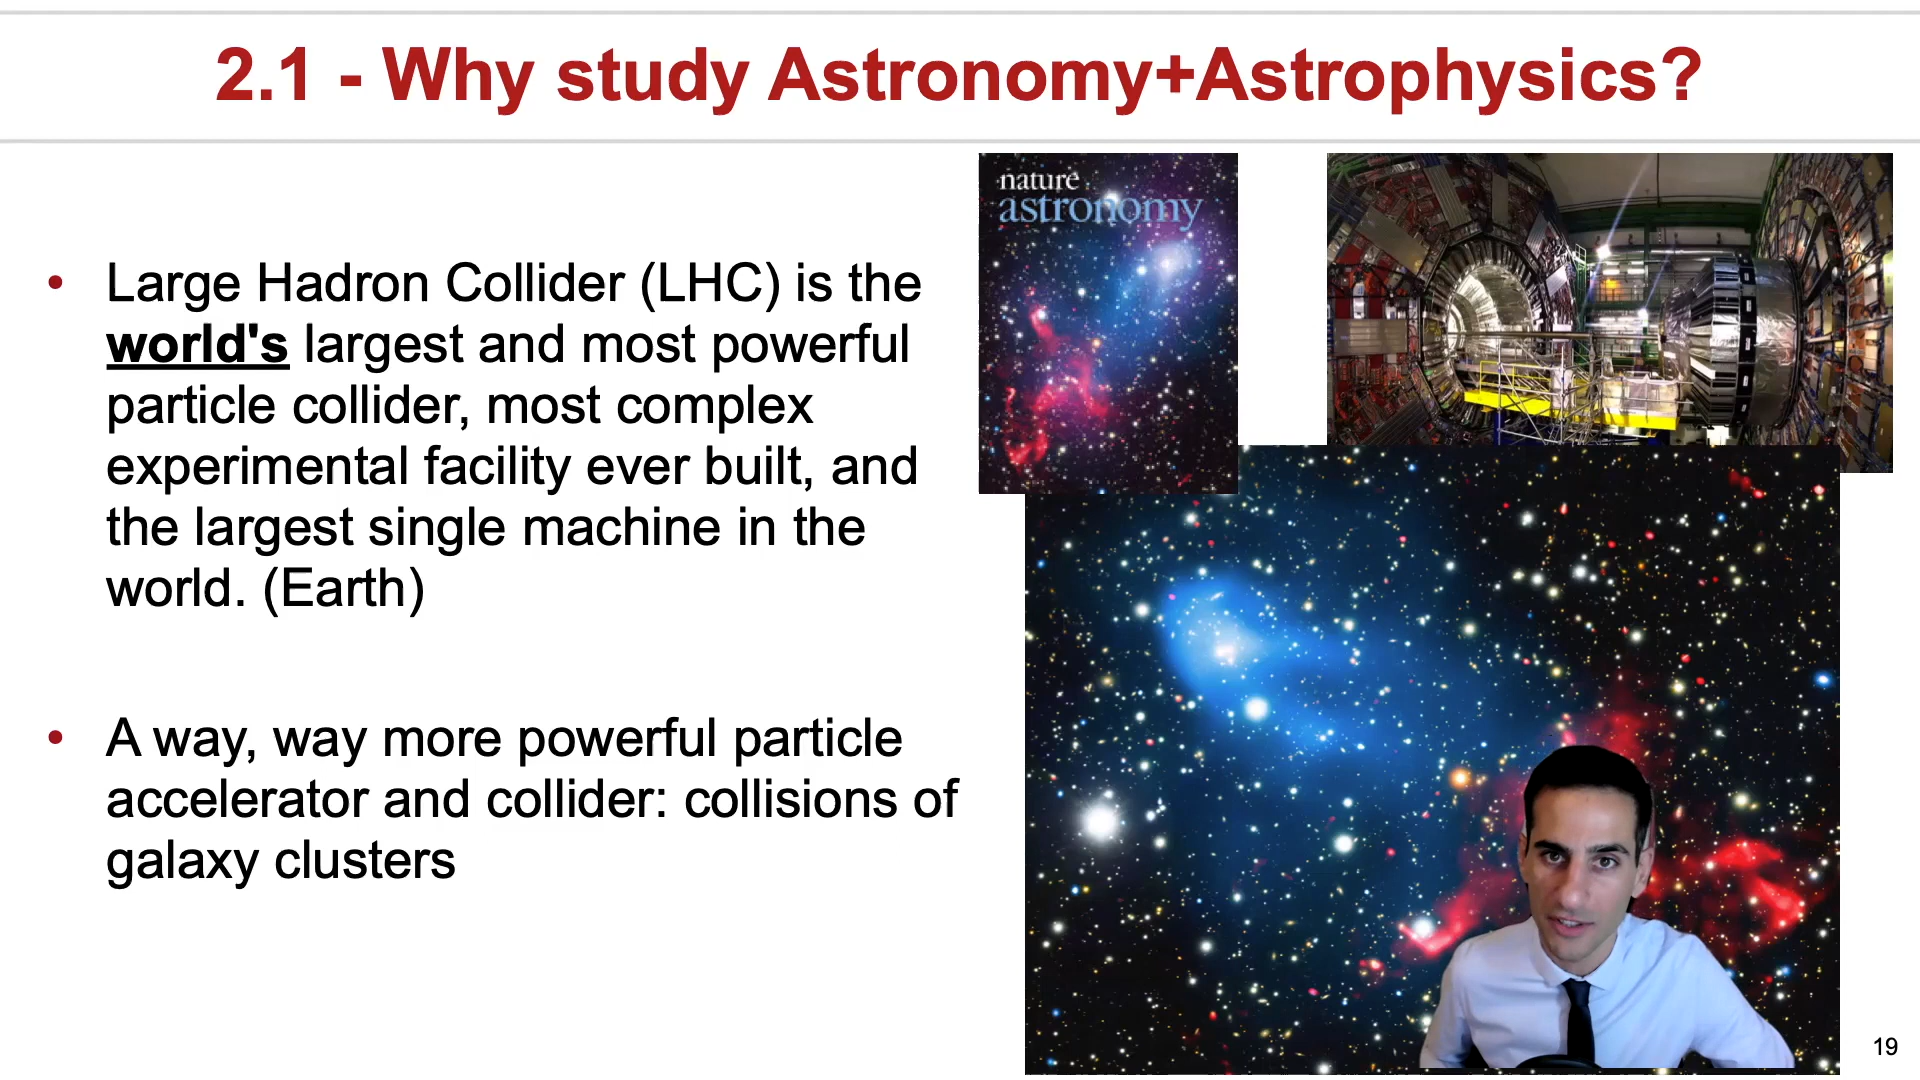 2.1 - Why study Astronomy+Astrophysics?
• Large Hadron Collider (LHC) is the
world's largest and most powerful
particle collider, most complex
experimental facility ever built, and
the largest single machine in the
world. (Earth)
• A way, way more powerful particle
accelerator and collider: collisions of
galaxy clusters
nature
astronomy
19